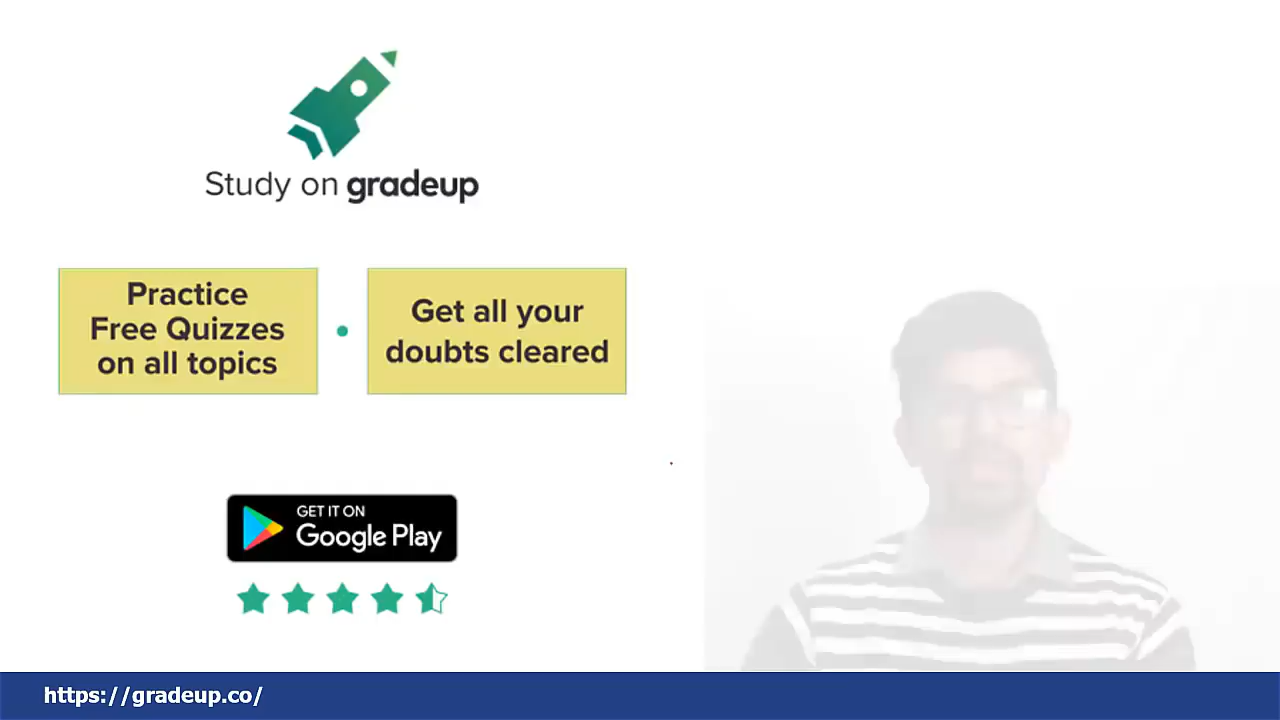 Study on gradeup
Practice
Free Quizzes
on all topics
Get all your
doubts cleared
GET IT ON
Google Play
https://gradeup.co/